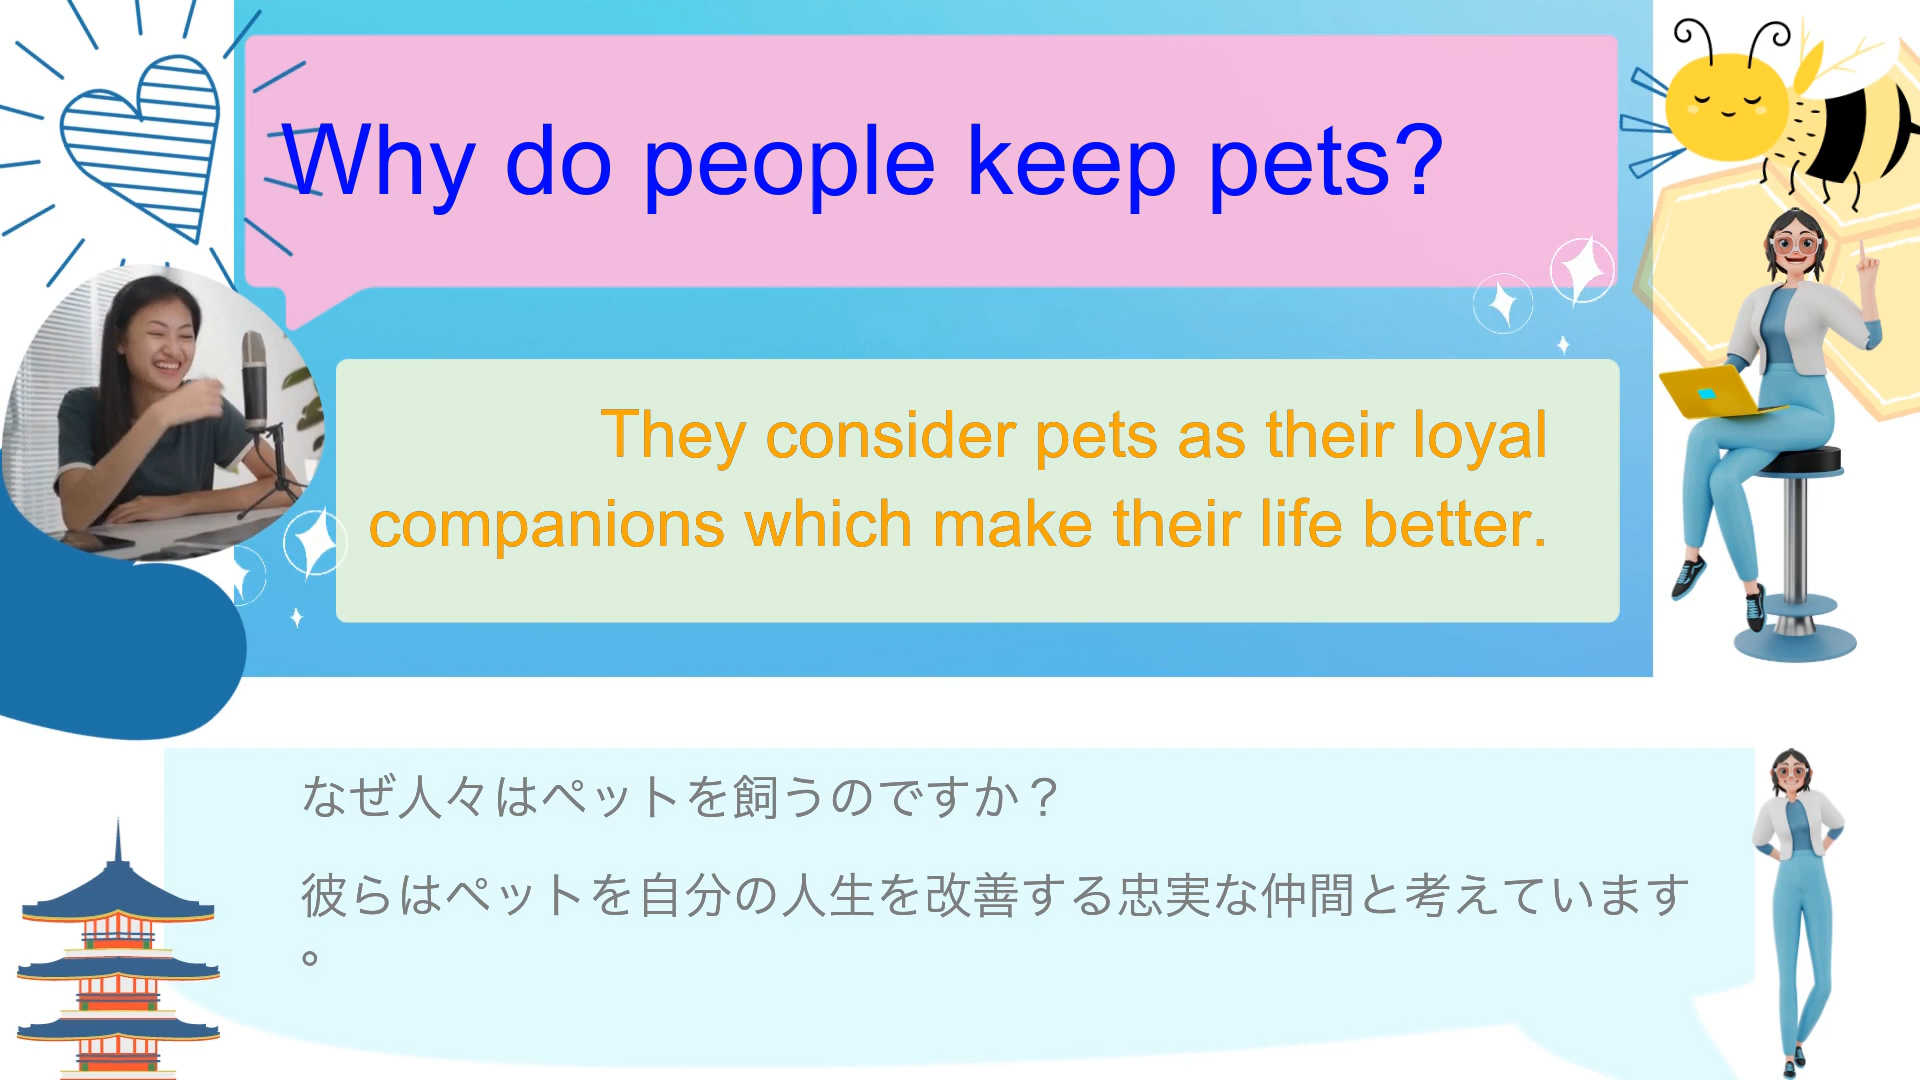 Why do people keep pets?
They consider pets as their loyal
companions which make their life better.
なぜ人々はペットを飼うのですか？
彼らはペットを自分の人生を改善する忠実な仲間と考えています
。